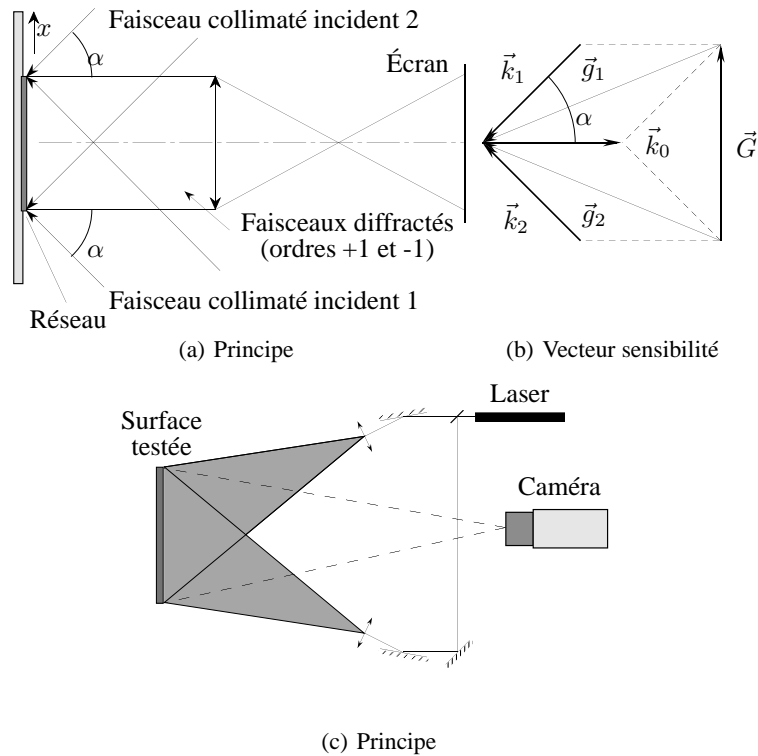 x
Faisceau collimaté incident 2
α
Écran
α
Faisceaux diffractés
(ordres +1 et -1)
Faisceau collimaté incident 1
Réseau
(a) Principe
k⃗₁
g⃗₁
α
k⃗₀
G⃗
k⃗₂
g⃗₂
(b) Vecteur sensibilité
Laser
Surface
testée
Caméra
(c) Principe